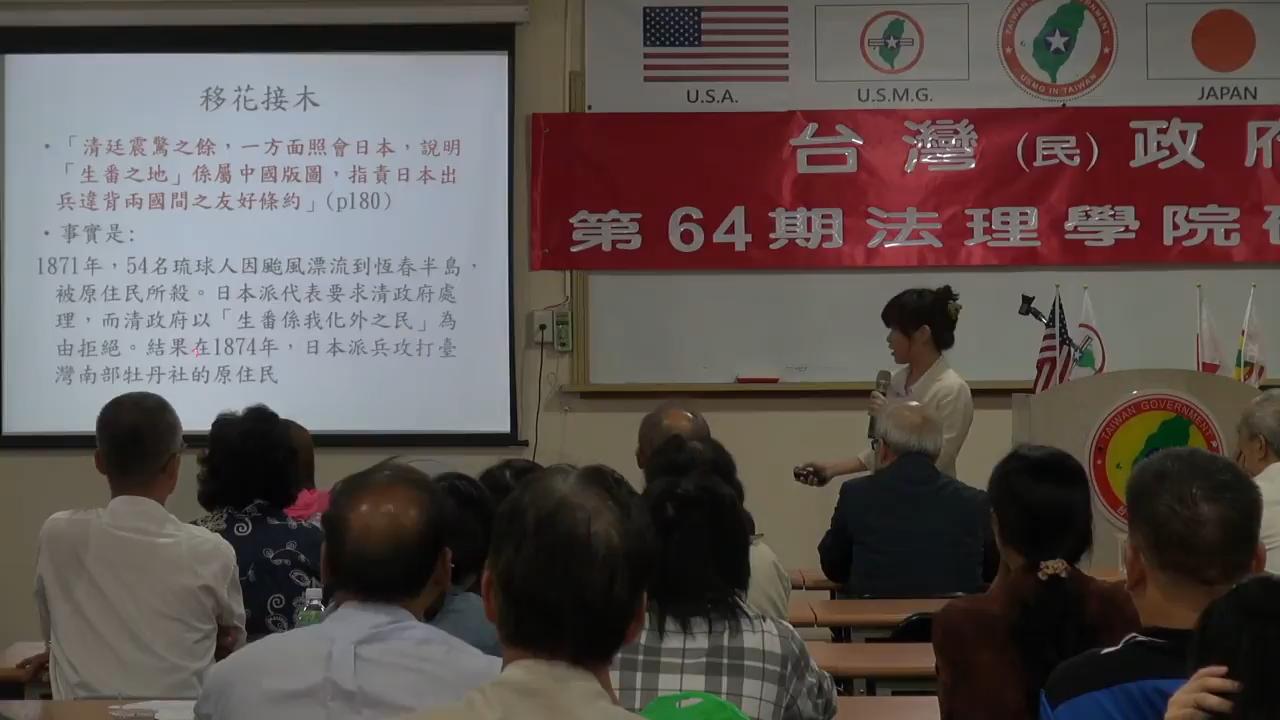 移花接木
•「清廷震驚之餘，一方面照會日本，說明
「生番之地」係屬中國版圖，指責日本出
兵違背兩國間之友好條約」(p180)
•事實是:
1871年，54名琉球人因颱風漂流到恆春半島，
被原住民所殺。日本派代表要求清政府處
理，而清政府以「生番係我化外之民」為
由拒絕。結果在1874年，日本派兵攻打臺
灣南部牡丹社的原住民
U.S.A.
U.S.M.G.
USMG IN TAIWAN
JAPAN
台灣(民)政府
第64期法理學院
TAIWAN GOVERNMENT